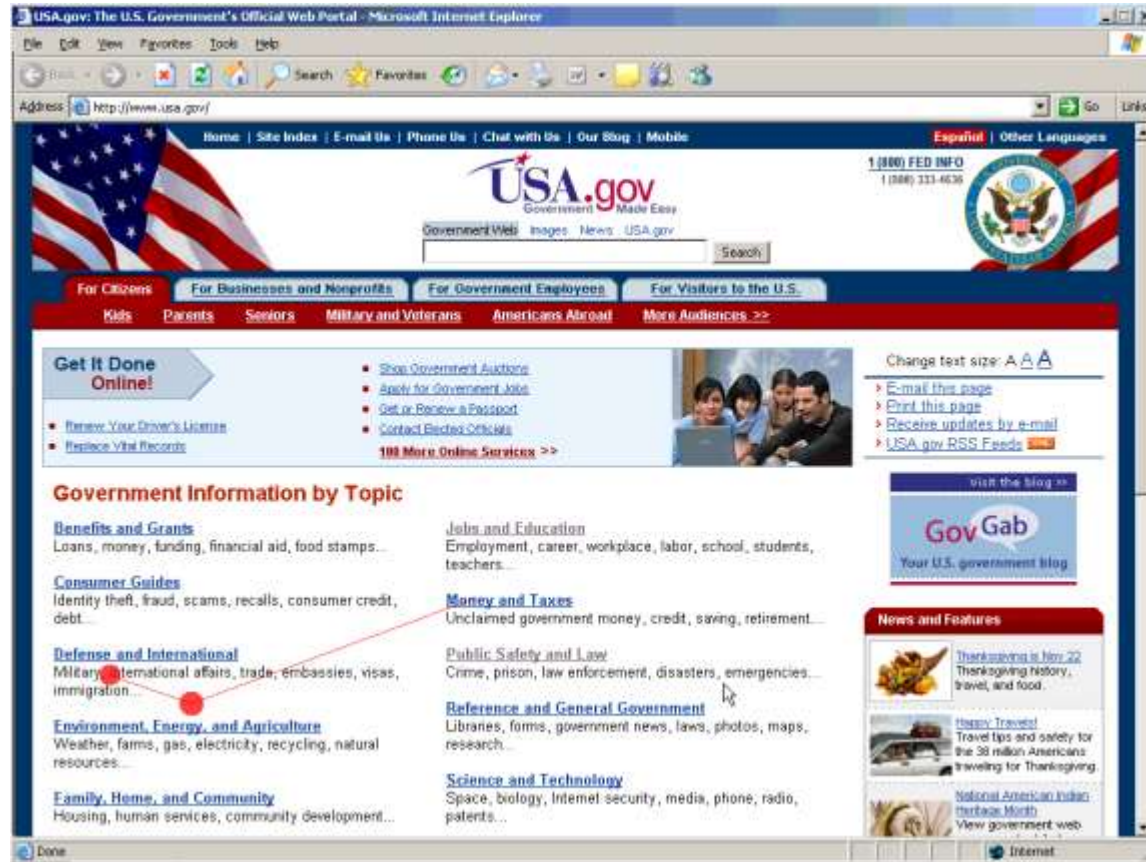 USA.gov: The U.S. Government's Official Web Portal - Microsoft Internet Explorer
File Edit View Favorites Tools Help
Back Search Favorites
Address http://www.usa.gov/ Go Links
Home | Site Index | E-mail Us | Phone Us | Chat with Us | Our Blog | Mobile Español | Other Languages
1 (800) FED INFO
1 (800) 333-4636
USA.gov
Government Made Easy
Government Web Images News USA.gov
Search
For Citizens For Businesses and Nonprofits For Government Employees For Visitors to the U.S.
Kids Parents Seniors Military and Veterans Americans Abroad More Audiences >>
Get It Done
Online!
Renew Your Driver's License
Replace Vital Records
Shop Government Auctions
Apply for Government Jobs
Get or Renew a Passport
Contact Elected Officials
100 More Online Services >>
Change text size: A A A
E-mail this page
Print this page
Receive updates by e-mail
USA.gov RSS Feeds
Visit the blog >>
Gov Gab
Your U.S. government blog
Government Information by Topic
Benefits and Grants
Loans, money, funding, financial aid, food stamps...
Consumer Guides
Identity theft, fraud, scams, recalls, consumer credit,
debt...
Defense and International
Military, international affairs, trade, embassies, visas,
immigration...
Environment, Energy, and Agriculture
Weather, farms, gas, electricity, recycling, natural
resources...
Family, Home, and Community
Housing, human services, community development...
Jobs and Education
Employment, career, workplace, labor, school, students,
teachers...
Money and Taxes
Unclaimed government money, credit, saving, retirement...
Public Safety and Law
Crime, prison, law enforcement, disasters, emergencies...
Reference and General Government
Libraries, forms, government news, laws, photos, maps,
research...
Science and Technology
Space, biology, Internet security, media, phone, radio,
patents...
News and Features
Thanksgiving is Nov 22
Thanksgiving history,
travel, and food.
Happy Travels!
Travel tips and safety for
the 38 million Americans
traveling for Thanksgiving.
National American Indian
Heritage Month
View government web
Done Internet